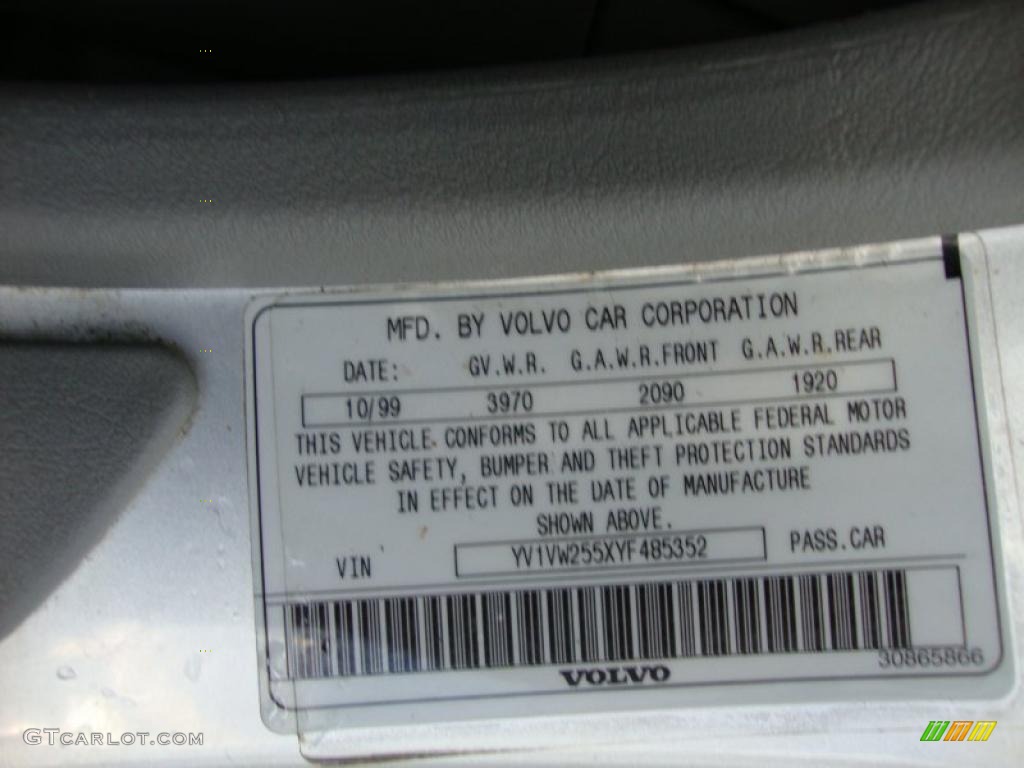 MFD. BY VOLVO CAR CORPORATION
DATE: GV.W.R. G.A.W.R.FRONT G.A.W.R.REAR
10/99 3970 2090 1920
THIS VEHICLE CONFORMS TO ALL APPLICABLE FEDERAL MOTOR
VEHICLE SAFETY, BUMPER AND THEFT PROTECTION STANDARDS
IN EFFECT ON THE DATE OF MANUFACTURE
SHOWN ABOVE.
VIN YV1VW255XYF485352 PASS.CAR
VOLVO 30865866
GTCARLOT.COM